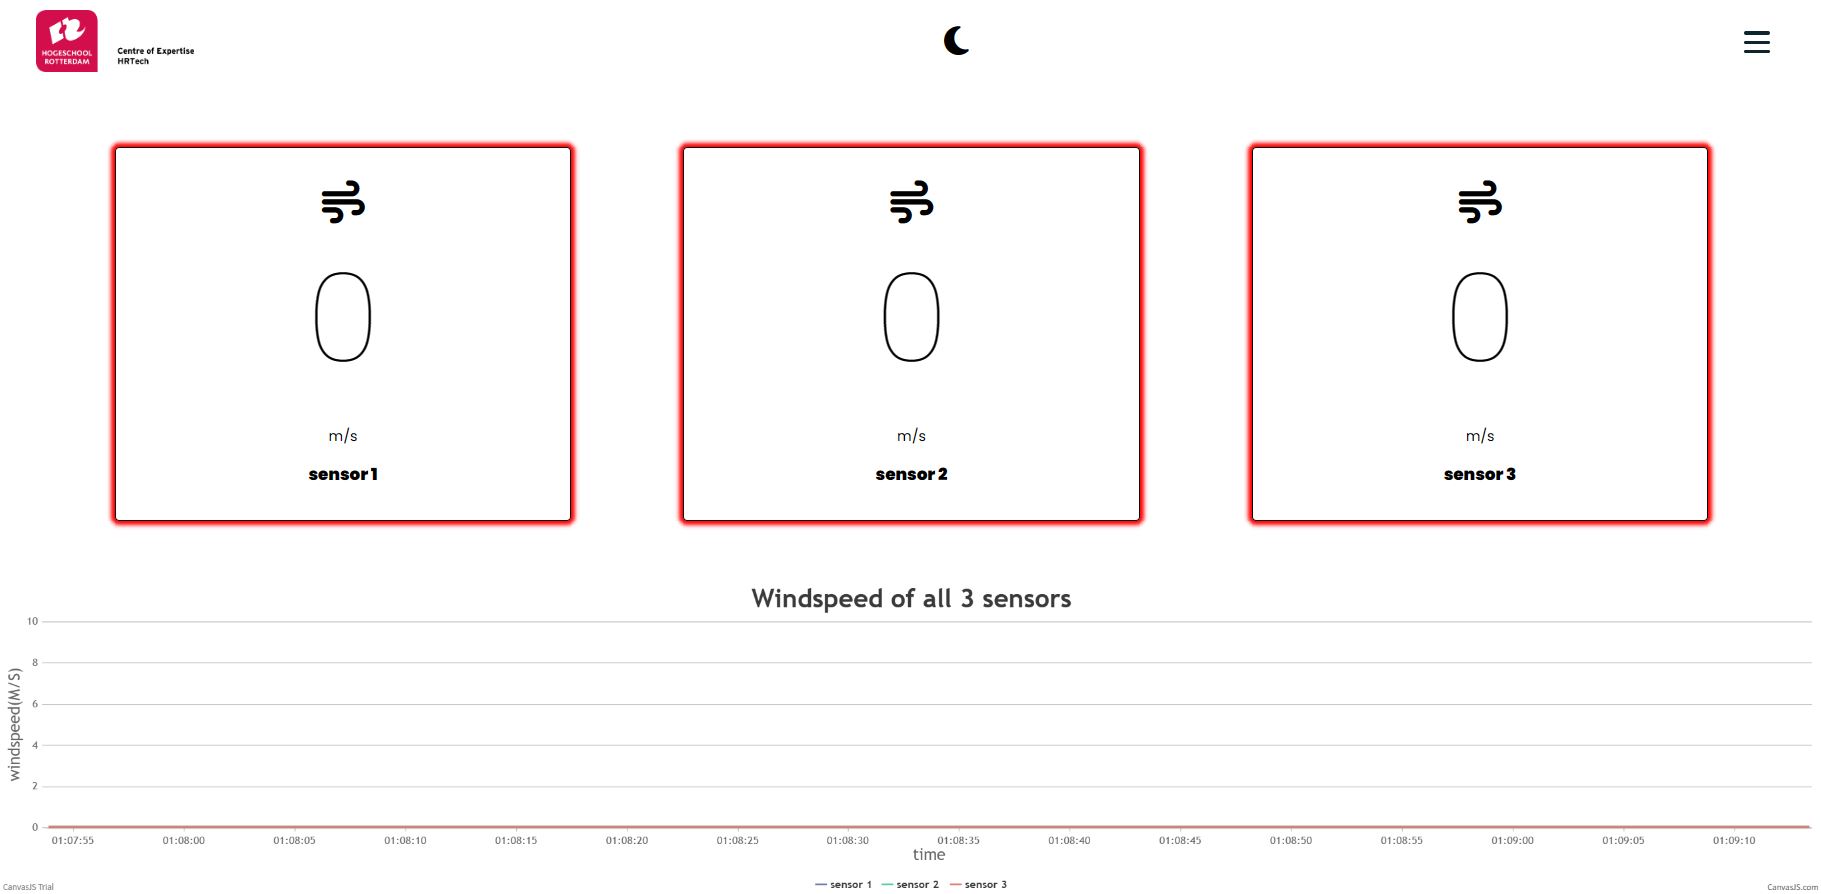 HOGESCHOOL
ROTTERDAM
Centre of Expertise
HRTech
0
m/s
sensor 1
0
m/s
sensor 2
0
m/s
sensor 3
Windspeed of all 3 sensors
windspeed(M/S)
10
8
6
4
2
0
01:07:55 01:08:00 01:08:05 01:08:10 01:08:15 01:08:20 01:08:25 01:08:30 01:08:35 01:08:40 01:08:45 01:08:50 01:08:55 01:09:00 01:09:05 01:09:10
time
sensor 1 sensor 2 sensor 3
CanvasJS Trial
CanvasJS.com